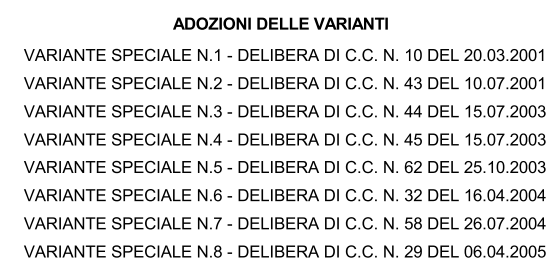 ADOZIONI DELLE VARIANTI
VARIANTE SPECIALE N.1 - DELIBERA DI C.C. N. 10 DEL 20.03.2001
VARIANTE SPECIALE N.2 - DELIBERA DI C.C. N. 43 DEL 10.07.2001
VARIANTE SPECIALE N.3 - DELIBERA DI C.C. N. 44 DEL 15.07.2003
VARIANTE SPECIALE N.4 - DELIBERA DI C.C. N. 45 DEL 15.07.2003
VARIANTE SPECIALE N.5 - DELIBERA DI C.C. N. 62 DEL 25.10.2003
VARIANTE SPECIALE N.6 - DELIBERA DI C.C. N. 32 DEL 16.04.2004
VARIANTE SPECIALE N.7 - DELIBERA DI C.C. N. 58 DEL 26.07.2004
VARIANTE SPECIALE N.8 - DELIBERA DI C.C. N. 29 DEL 06.04.2005